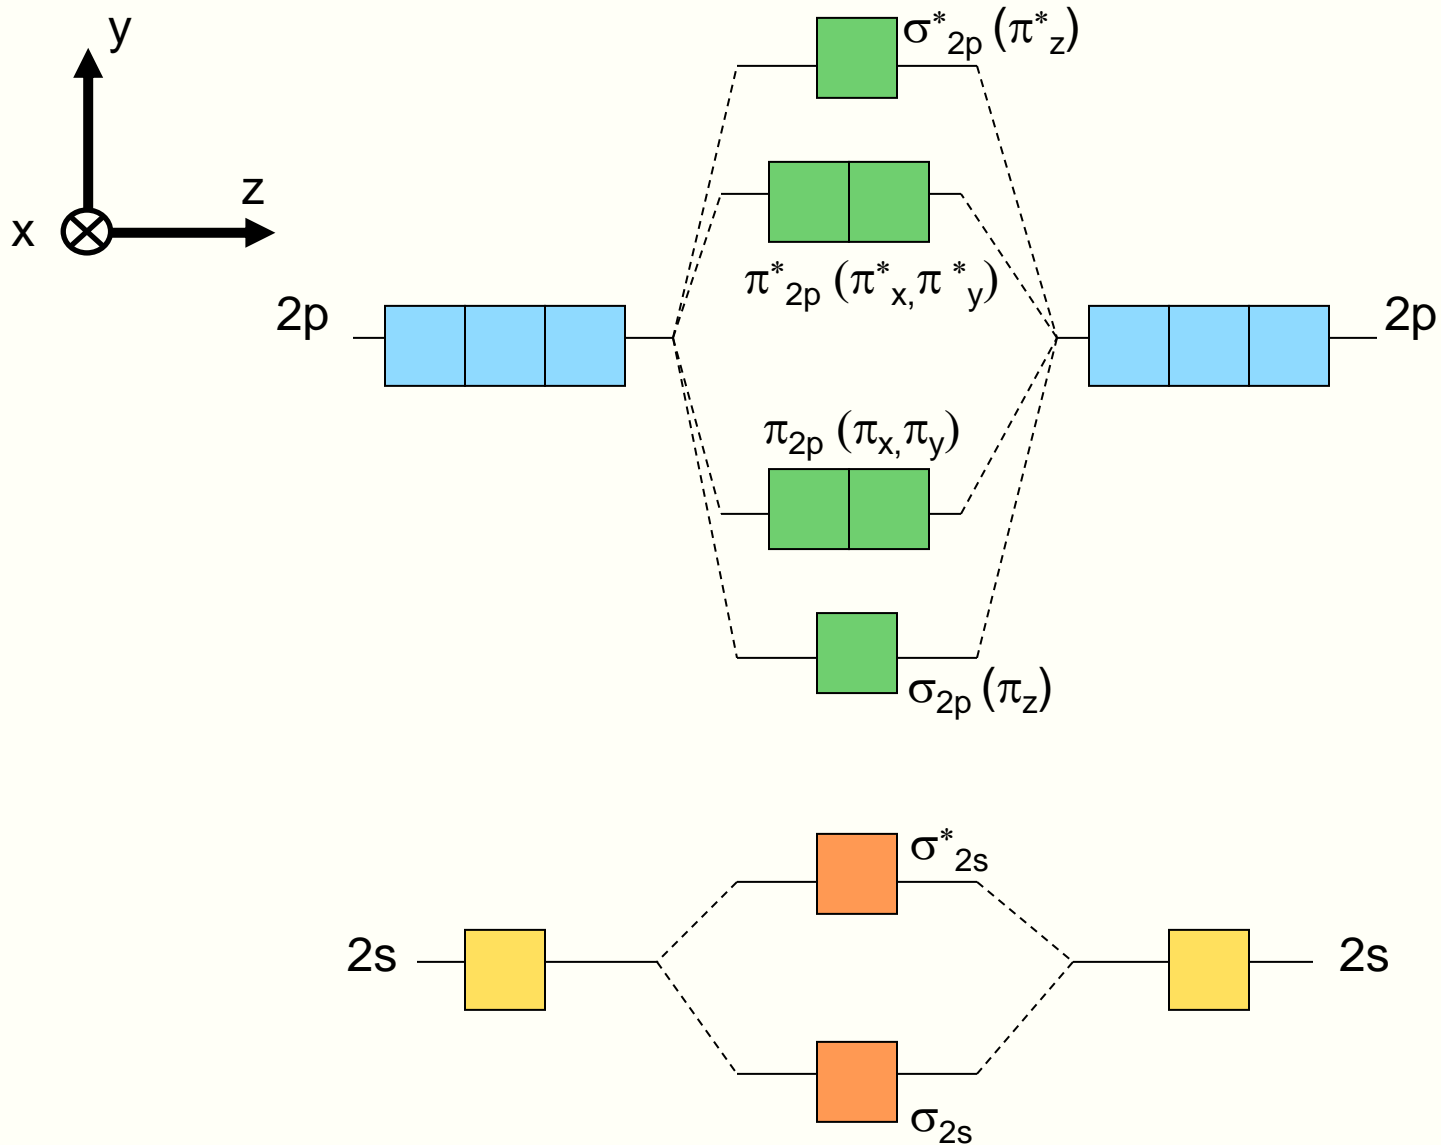 y
z
x
σ*2p (π*z)
π*2p (π*x,π *y)
2p
2p
π2p (πx,πy)
σ2p (πz)
σ*2s
2s
2s
σ2s